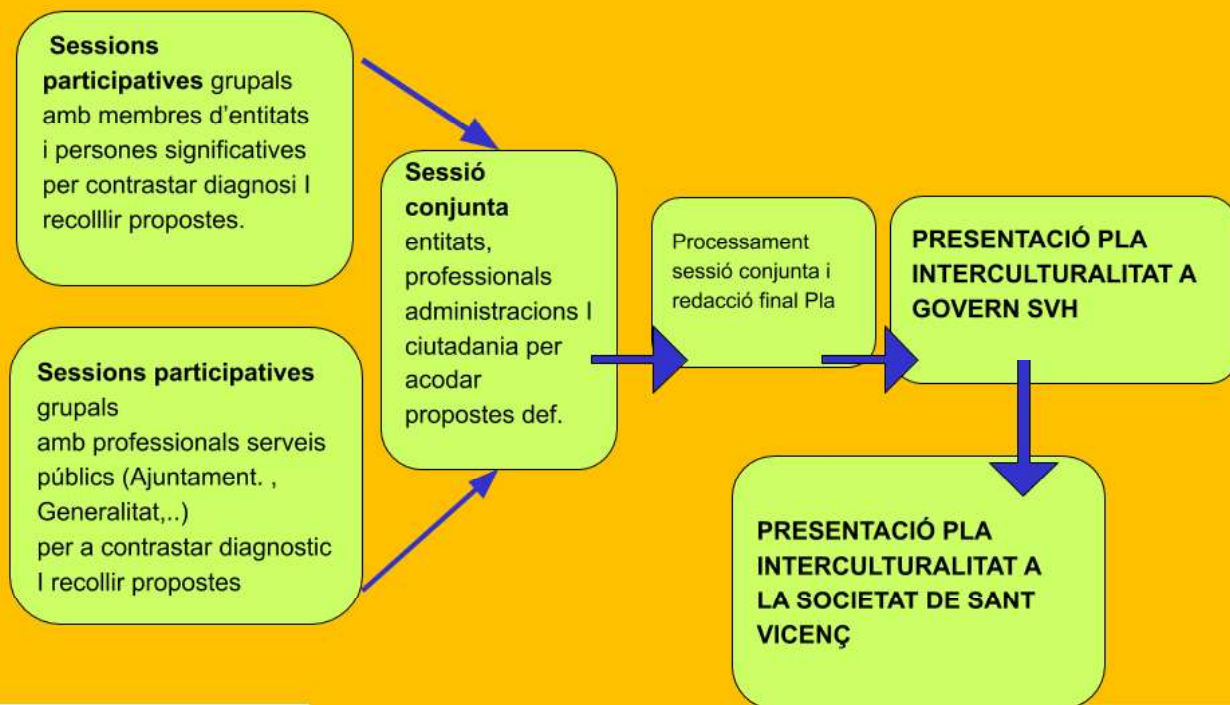 Sessions
participatives grupals
amb membres d'entitats
i persones significatives
per contrastar diagnosi I
recolllir propostes.
Sessions participatives
grupals
amb professionals serveis
públics (Ajuntament. ,
Generalitat,..)
per a contrastar diagnostic
I recollir propostes
Sessió
conjunta
entitats,
professionals
administracions I
ciutadania per
acodar
propostes def.
Processament
sessió conjunta i
redacció final Pla
PRESENTACIÓ PLA
INTERCULTURALITAT A
GOVERN SVH
PRESENTACIÓ PLA
INTERCULTURALITAT A
LA SOCIETAT DE SANT
VICENÇ